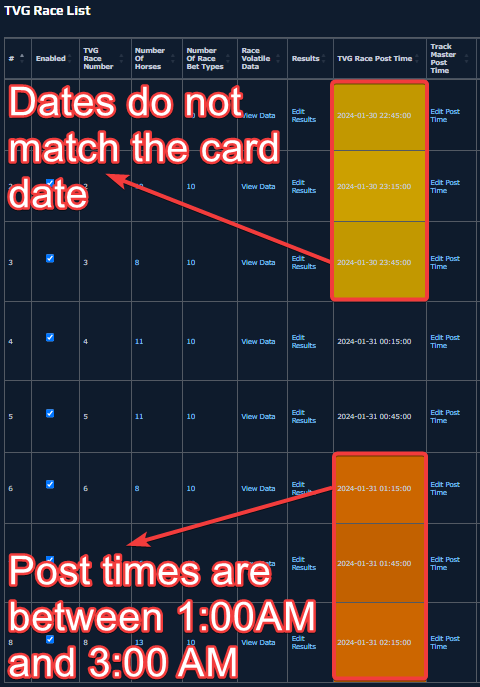 TVG Race List
# Enabled TVG Race Number Number Of Horses Number Of Race Bet Types Race Volatile Data Results TVG Race Post Time Track Master Post Time
Dates do not
match the card
date
View Data Edit Results 2024-01-30 22:45:00 Edit Post Time
2 10 View Data Edit Results 2024-01-30 23:15:00 Edit Post Time
3 3 8 10 View Data Edit Results 2024-01-30 23:45:00 Edit Post Time
4 4 11 10 View Data Edit Results 2024-01-31 00:15:00 Edit Post Time
5 5 11 10 View Data Edit Results 2024-01-31 00:45:00 Edit Post Time
6 6 8 10 View Data Edit Results 2024-01-31 01:15:00 Edit Post Time
View Data Edit Results 2024-01-31 01:45:00 Edit Post Time
Post times are
between 1:00AM
and 3:00 AM
8 8 13 10 View Data Edit Results 2024-01-31 02:15:00 Edit Post Time